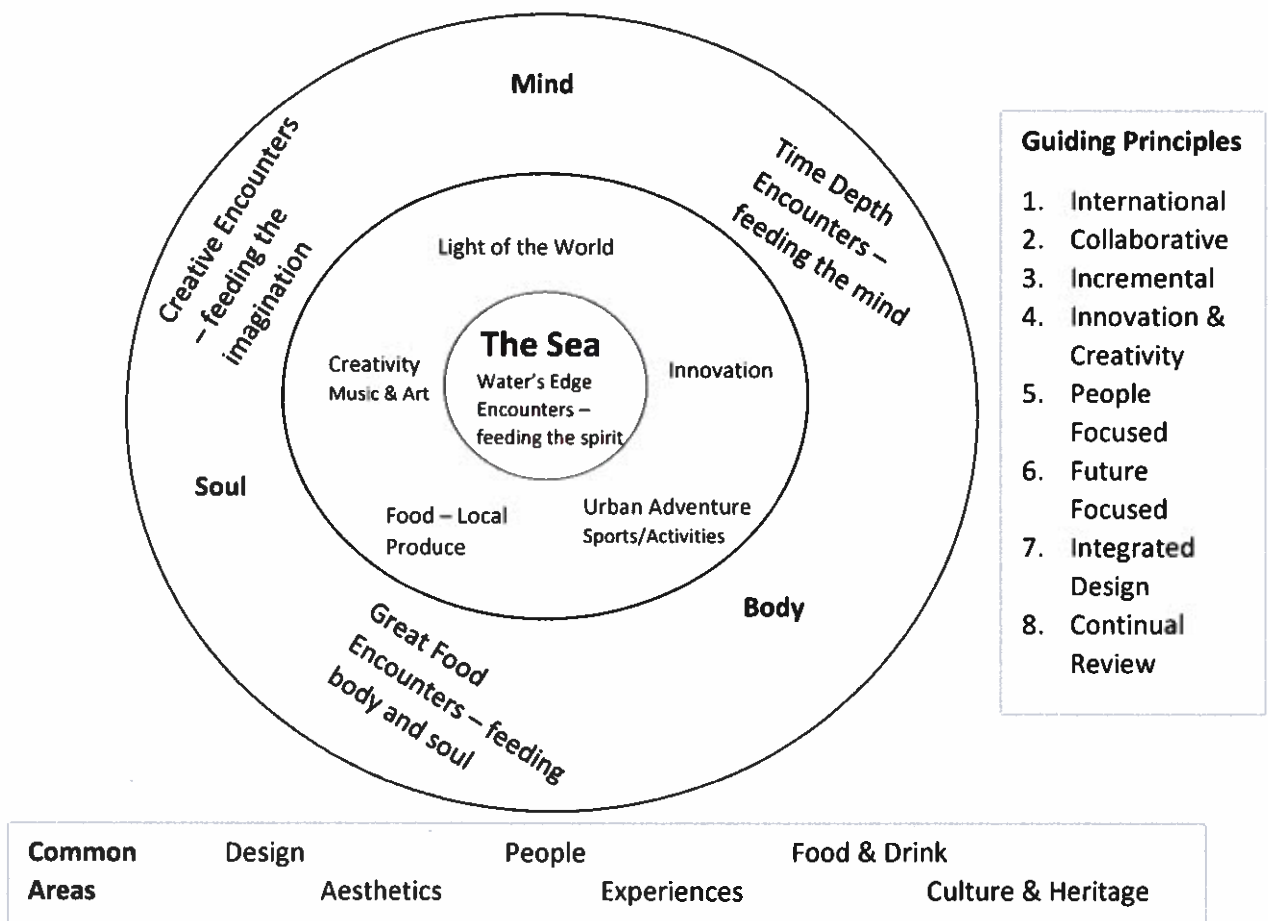 Mind
Creative Encounters
– feeding the
imagination
Time Depth
Encounters –
feeding the mind
Light of the World
The Sea
Water's Edge
Encounters –
feeding the spirit
Creativity
Music & Art
Innovation
Soul
Food – Local
Produce
Urban Adventure
Sports/Activities
Body
Great Food
Encounters – feeding
body and soul
Guiding Principles
1. International
2. Collaborative
3. Incremental
4. Innovation &
Creativity
5. People
Focused
6. Future
Focused
7. Integrated
Design
8. Continual
Review
Common Design People Food & Drink
Areas Aesthetics Experiences Culture & Heritage